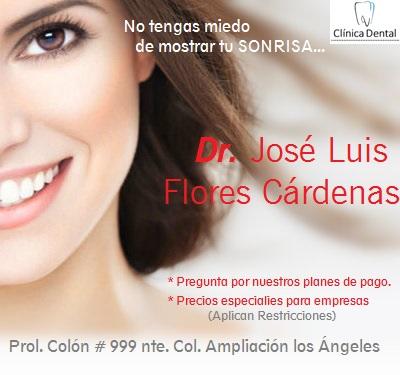 No tengas miedo
de mostrar tu SONRISA...
Clínica Dental
Dr. José Luis
Flores Cárdenas
* Pregunta por nuestros planes de pago.
* Precios especiales para empresas
(Aplican Restricciones)
Prol. Colón # 999 nte. Col. Ampliación los Ángeles